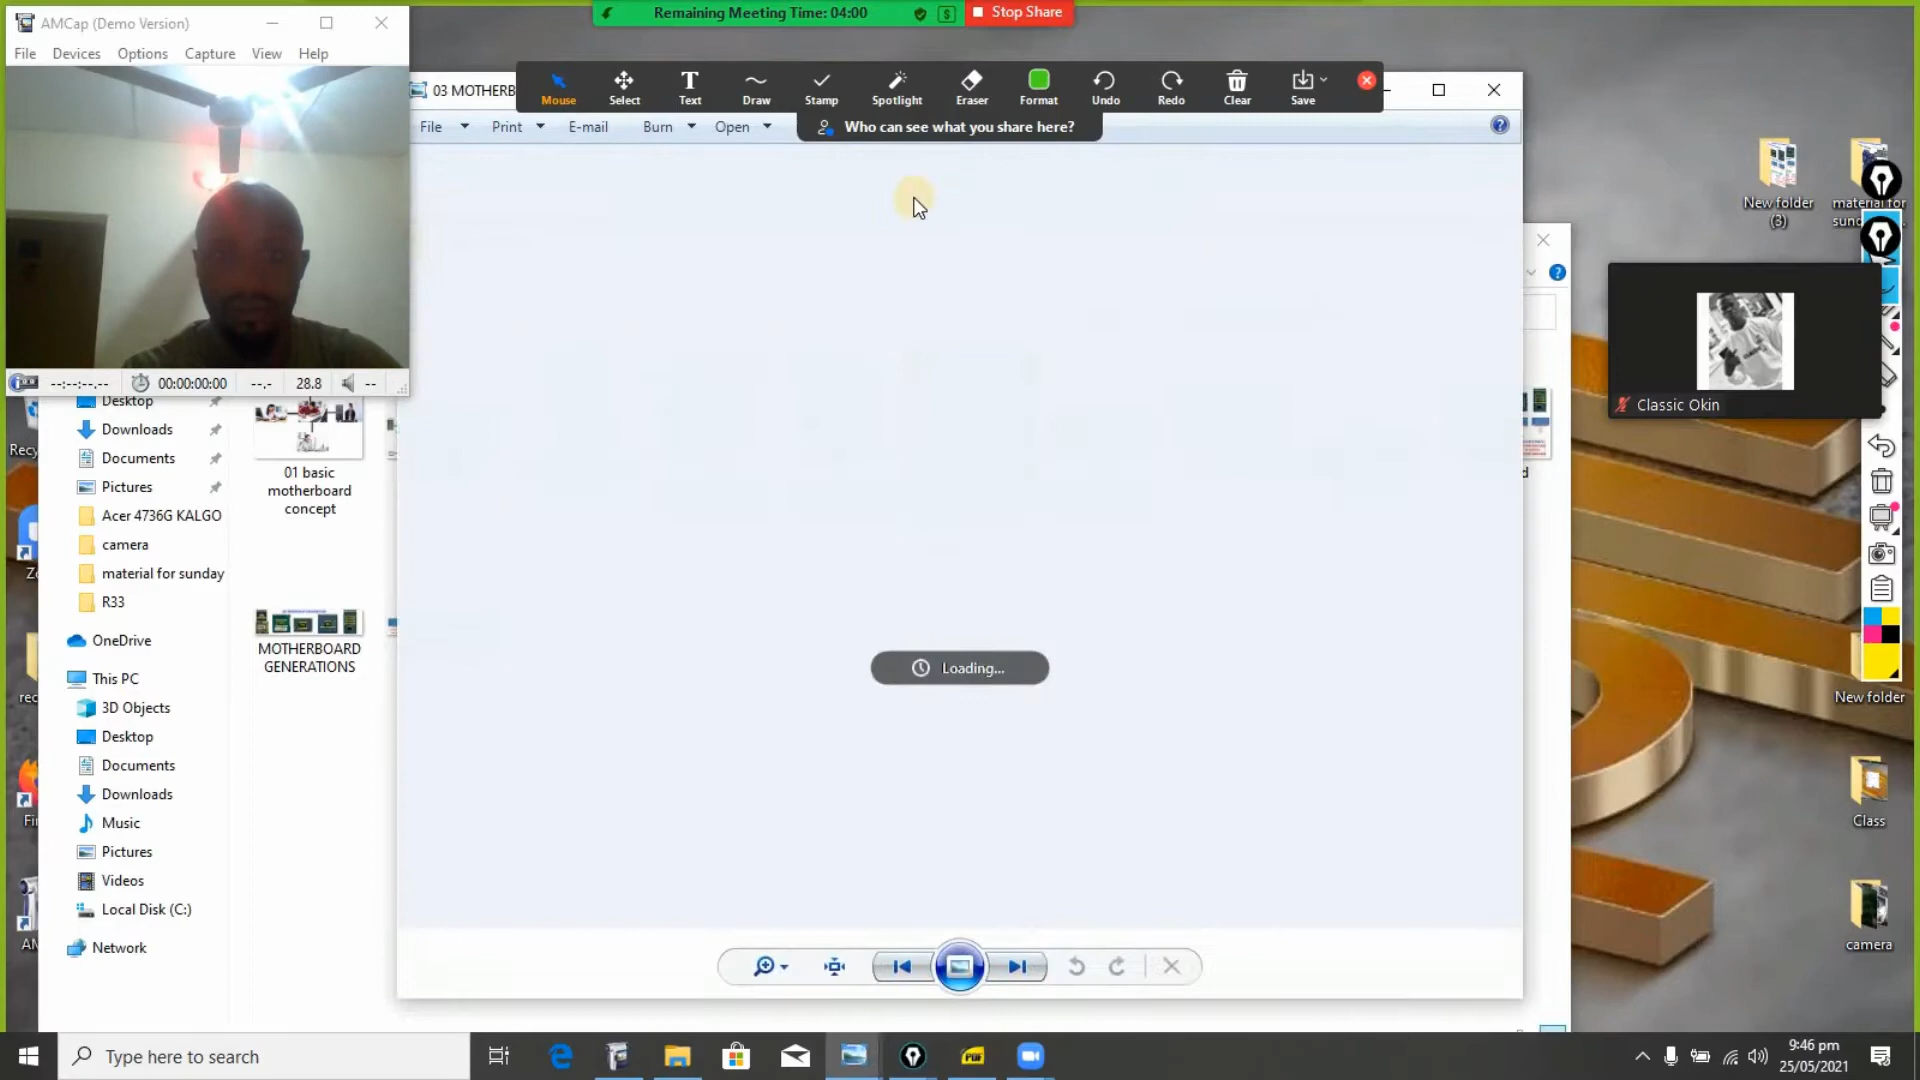 AMCap (Demo Version)
File Devices Options Capture View Help
Remaining Meeting Time: 04:00
Stop Share
03 MOTHERB
Mouse Select Text Draw Stamp Spotlight Eraser Format Undo Redo Clear Save
File Print E-mail Burn Open
Who can see what you share here?
New folder (3)
material for
Classic Okin
--:--:--.-- 00:00:00:00 --.- 28.8 --
Desktop
Downloads
Documents
Pictures
Acer 4736G KALGO
camera
material for sunday
R33
OneDrive
This PC
3D Objects
Desktop
Documents
Downloads
Music
Pictures
Videos
Local Disk (C:)
Network
01 basic
motherboard
concept
MOTHERBOARD
GENERATIONS
Loading...
New folder
Class
camera
Type here to search
PDF
9:46 pm
25/05/2021